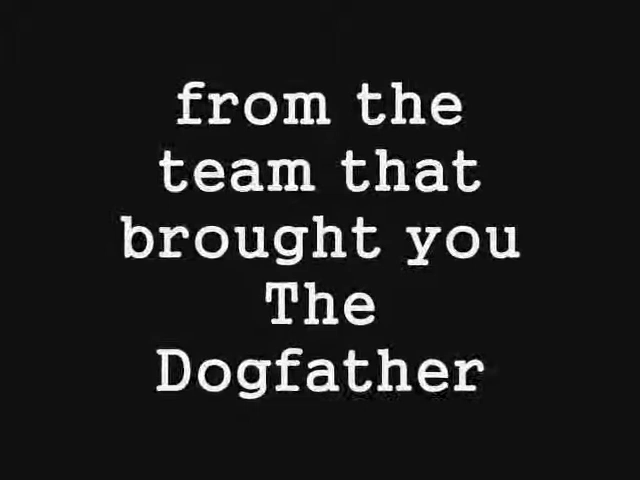 from the
team that
brought you
The
Dogfather